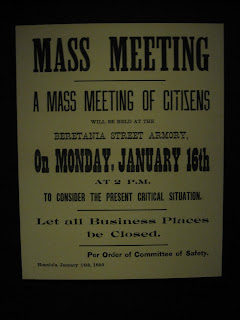 MASS MEETING
A MASS MEETING OF CITIZENS
WILL BE HELD AT THE
BERETANIA STREET ARMORY,
On MONDAY, JANUARY 16th
AT 2 P.M.
TO CONSIDER THE PRESENT CRITICAL SITUATION.
Let all Business Places
be Closed.
Per Order of Committee of Safety.
Honolulu, January 14th,